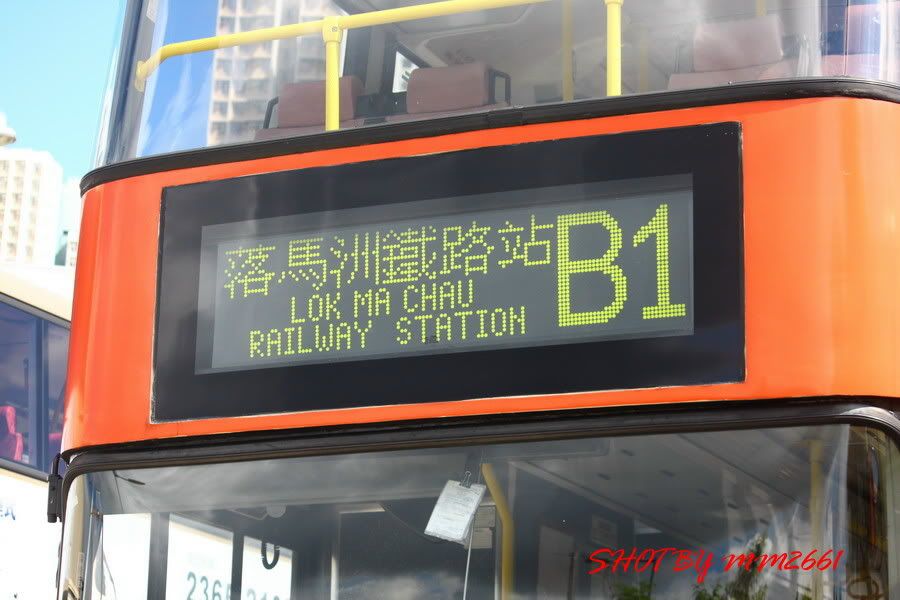 落馬洲鐵路站
LOK MA CHAU
RAILWAY STATION
B1
SHOT By mm2661